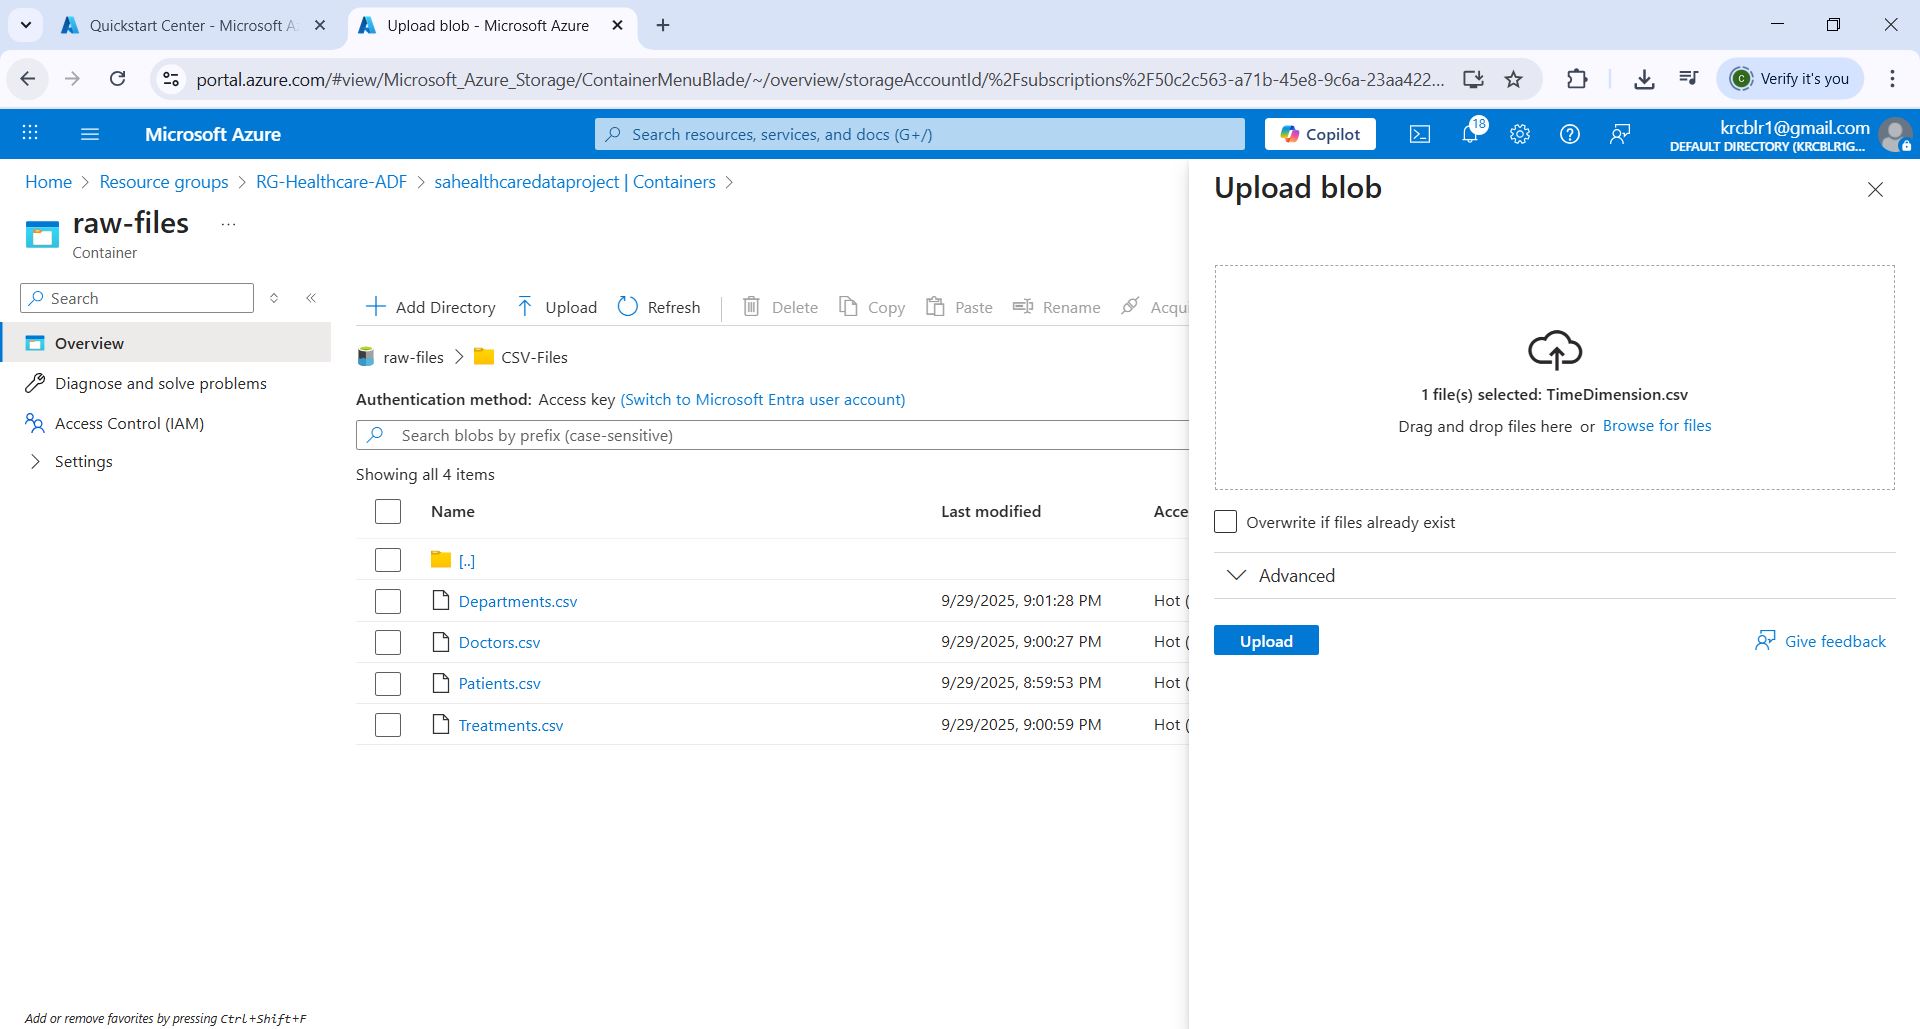 Quickstart Center - Microsoft A
Upload blob - Microsoft Azure
portal.azure.com/#view/Microsoft_Azure_Storage/ContainerMenuBlade/~/overview/storageAccountId/%2Fsubscriptions%2F50c2c563-a71b-45e8-9c6a-23aa422...
Verify it's you
Microsoft Azure
Search resources, services, and docs (G+/)
Copilot
18
krcblr1@gmail.com
DEFAULT DIRECTORY (KRCBLR1G...
Home > Resource groups > RG-Healthcare-ADF > sahealthcaredataproject | Containers >
raw-files ...
Container
Search
Overview
Diagnose and solve problems
Access Control (IAM)
Settings
Add or remove favorites by pressing Ctrl+Shift+F
Add Directory Upload Refresh Delete Copy Paste Rename Acqu
raw-files > CSV-Files
Authentication method: Access key (Switch to Microsoft Entra user account)
Search blobs by prefix (case-sensitive)
Showing all 4 items
Name Last modified Acce
[..]
Departments.csv 9/29/2025, 9:01:28 PM Hot (
Doctors.csv 9/29/2025, 9:00:27 PM Hot (
Patients.csv 9/29/2025, 8:59:53 PM Hot (
Treatments.csv 9/29/2025, 9:00:59 PM Hot (
Upload blob
1 file(s) selected: TimeDimension.csv
Drag and drop files here or Browse for files
Overwrite if files already exist
Advanced
Upload
Give feedback